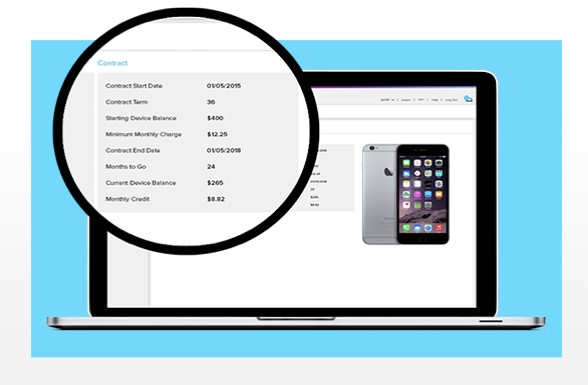 Contract
Contract Start Date 01/05/2015
Contract Term 36
Starting Device Balance $400
Minimum Monthly Charge $12.25
Contract End Date 01/05/2018
Months to Go 24
Current Device Balance $265
Monthly Credit $8.82